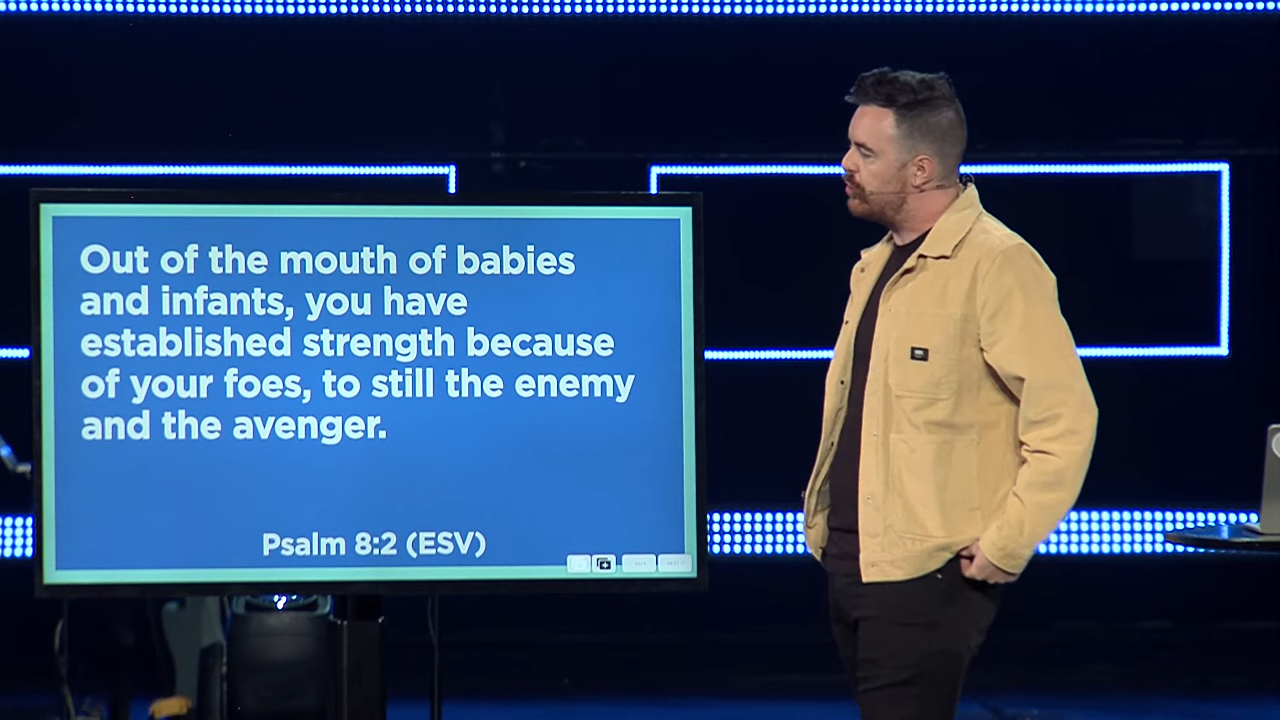 Out of the mouth of babies
and infants, you have
established strength because
of your foes, to still the enemy
and the avenger.
Psalm 8:2 (ESV)